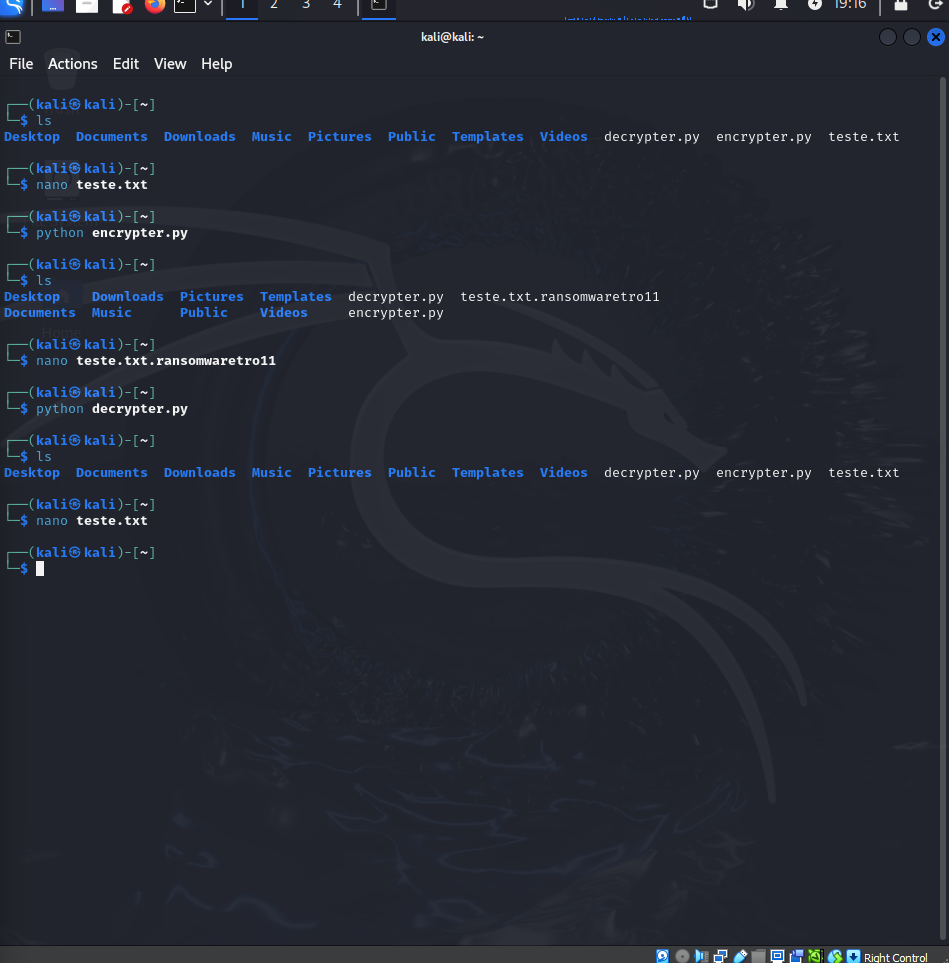 1 2 3 4 19:16
kali@kali: ~
File Actions Edit View Help
┌──(kali㉿kali)-[~]
└─$ ls
Desktop Documents Downloads Music Pictures Public Templates Videos decrypter.py encrypter.py teste.txt
┌──(kali㉿kali)-[~]
└─$ nano teste.txt
┌──(kali㉿kali)-[~]
└─$ python encrypter.py
┌──(kali㉿kali)-[~]
└─$ ls
Desktop Downloads Pictures Templates decrypter.py teste.txt.ransomwaretro11
Documents Music Public Videos encrypter.py
Home
┌──(kali㉿kali)-[~]
└─$ nano teste.txt.ransomwaretro11
┌──(kali㉿kali)-[~]
└─$ python decrypter.py
┌──(kali㉿kali)-[~]
└─$ ls
Desktop Documents Downloads Music Pictures Public Templates Videos decrypter.py encrypter.py teste.txt
┌──(kali㉿kali)-[~]
└─$ nano teste.txt
┌──(kali㉿kali)-[~]
└─$
Right Control